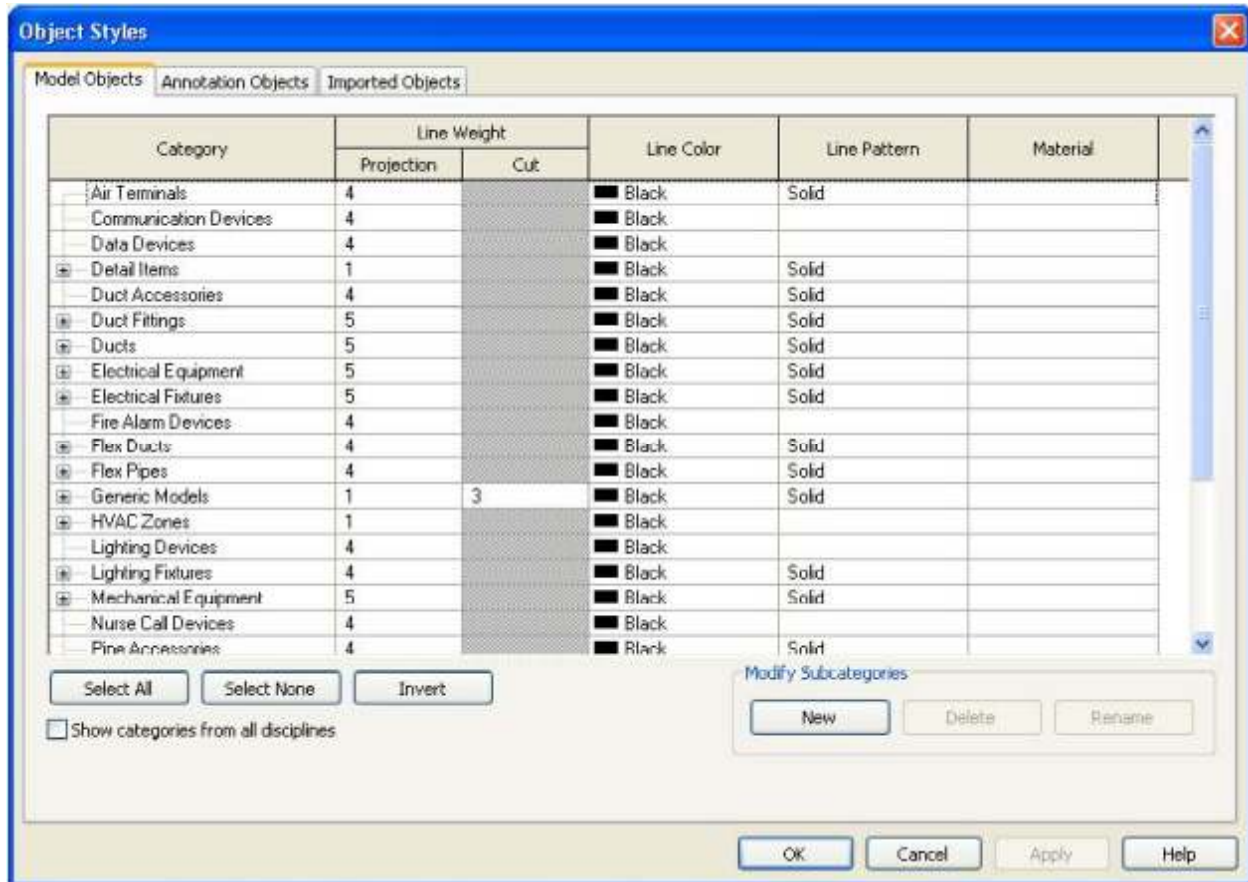 Object Styles
Model Objects Annotation Objects Imported Objects
Category Line Weight Line Color Line Pattern Material
Projection Cut
Air Terminals 4 Black Solid
Communication Devices 4 Black
Data Devices 4 Black
Detail Items 1 Black Solid
Duct Accessories 4 Black Solid
Duct Fittings 5 Black Solid
Ducts 5 Black Solid
Electrical Equipment 5 Black Solid
Electrical Fixtures 5 Black Solid
Fire Alarm Devices 4 Black
Flex Ducts 4 Black Solid
Flex Pipes 4 Black Solid
Generic Models 1 3 Black Solid
HVAC Zones 1 Black
Lighting Devices 4 Black
Lighting Fixtures 4 Black Solid
Mechanical Equipment 5 Black Solid
Nurse Call Devices 4 Black
Pipe Accessories 4 Black Solid
Select All Select None Invert Modify Subcategories
New Delete Rename
Show categories from all disciplines
OK Cancel Apply Help